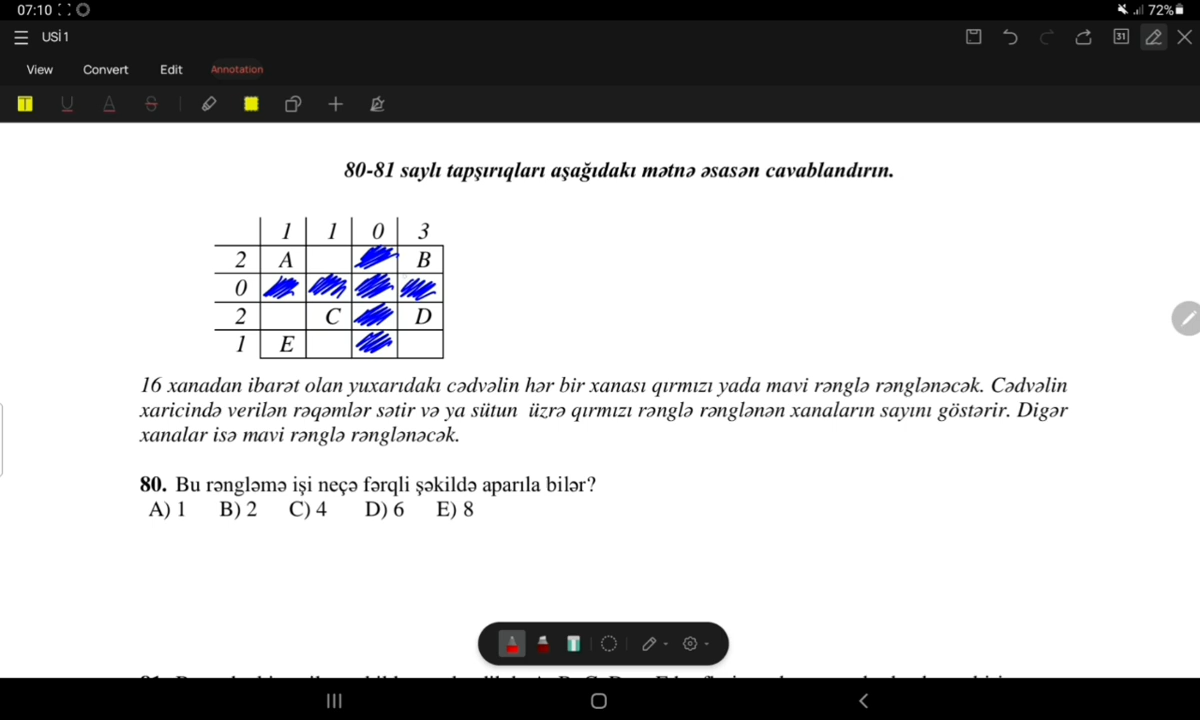 07:10 72%
USİ 1 31
View Convert Edit Annotation
T U A S
80-81 saylı tapşırıqları aşağıdakı mətnə əsasən cavablandırın.
1 1 0 3
2 A B
0
2 C D
1 E
16 xanadan ibarət olan yuxarıdakı cədvəlin hər bir xanası qırmızı yada mavi rənglə rənglənəcək. Cədvəlin
xaricində verilən rəqəmlər sətir və ya sütun üzrə qırmızı rənglə rənglənən xanaların sayını göstərir. Digər
xanalar isə mavi rənglə rənglənəcək.
80. Bu rəngləmə işi neçə fərqli şəkildə aparıla bilər?
A) 1 B) 2 C) 4 D) 6 E) 8